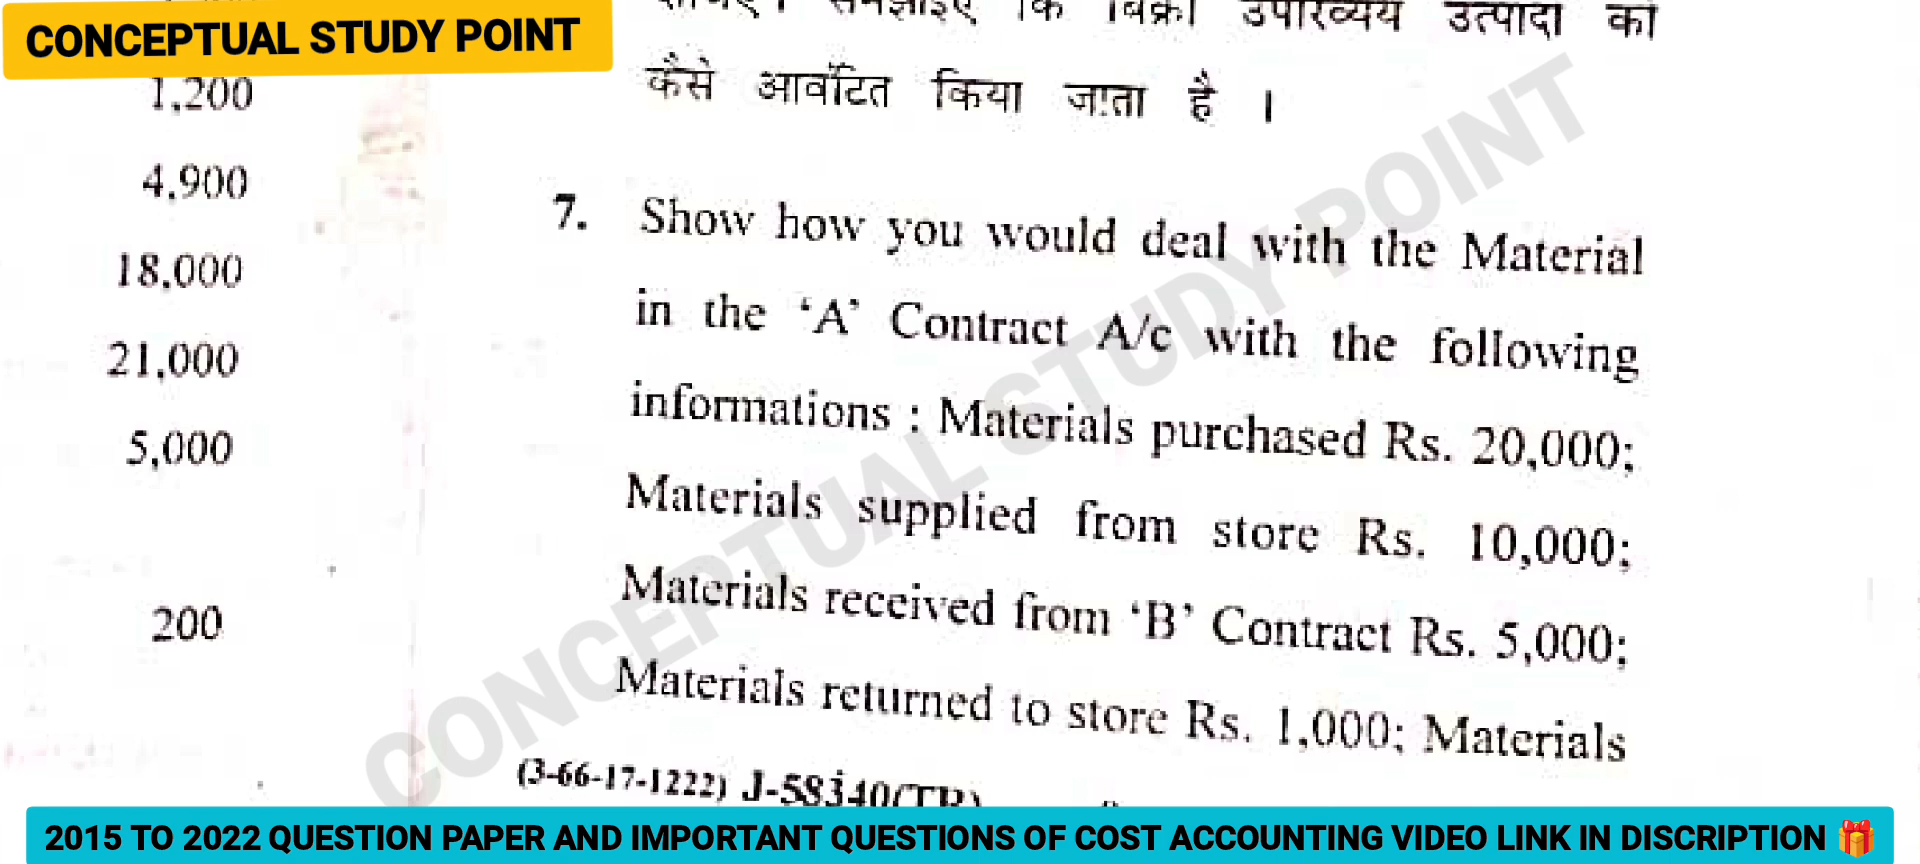 CONCEPTUAL STUDY POINT
1,200
4,900
18,000
21,000
5,000
200
कि बिक्री उपरिव्यय उत्पादों को
कैसे आवंटित किया जाता है ।
7. Show how you would deal with the Material
in the ‘A’ Contract A/c with the following
informations : Materials purchased Rs. 20,000;
Materials supplied from store Rs. 10,000;
Materials received from ‘B’ Contract Rs. 5,000;
Materials returned to store Rs. 1,000; Materials
(3-66-17-1222)
CONCEPTUAL STUDY POINT
2015 TO 2022 QUESTION PAPER AND IMPORTANT QUESTIONS OF COST ACCOUNTING VIDEO LINK IN DISCRIPTION